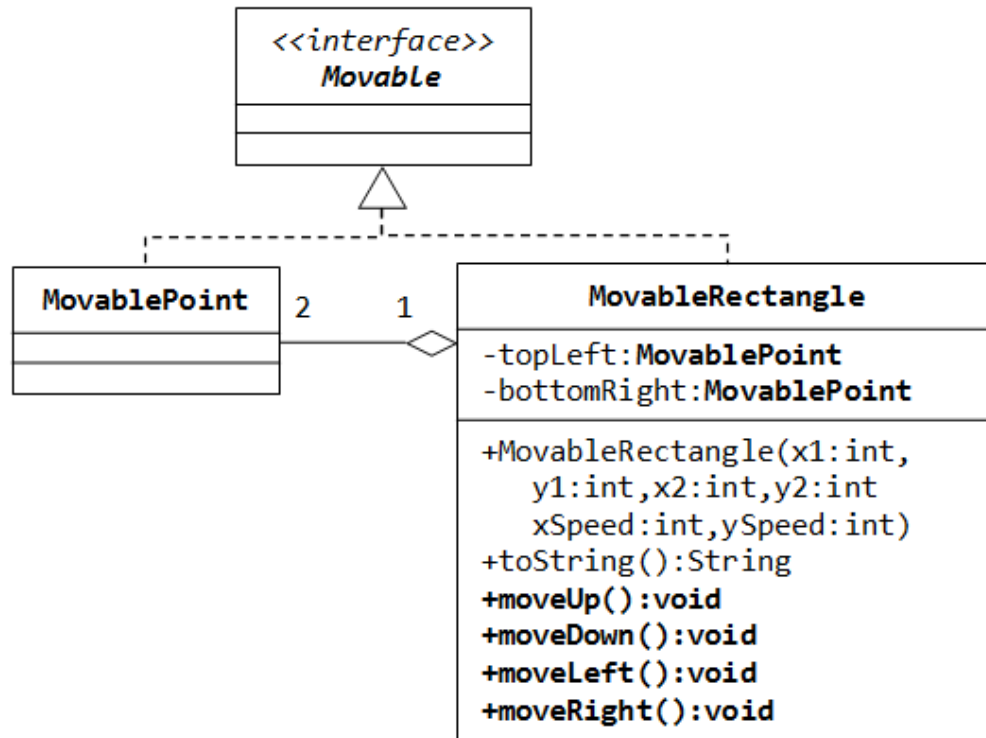 <<interface>>
Movable
MovablePoint
2
1
MovableRectangle
-topLeft:MovablePoint
-bottomRight:MovablePoint
+MovableRectangle(x1:int,
y1:int,x2:int,y2:int
xSpeed:int,ySpeed:int)
+toString():String
+moveUp():void
+moveDown():void
+moveLeft():void
+moveRight():void